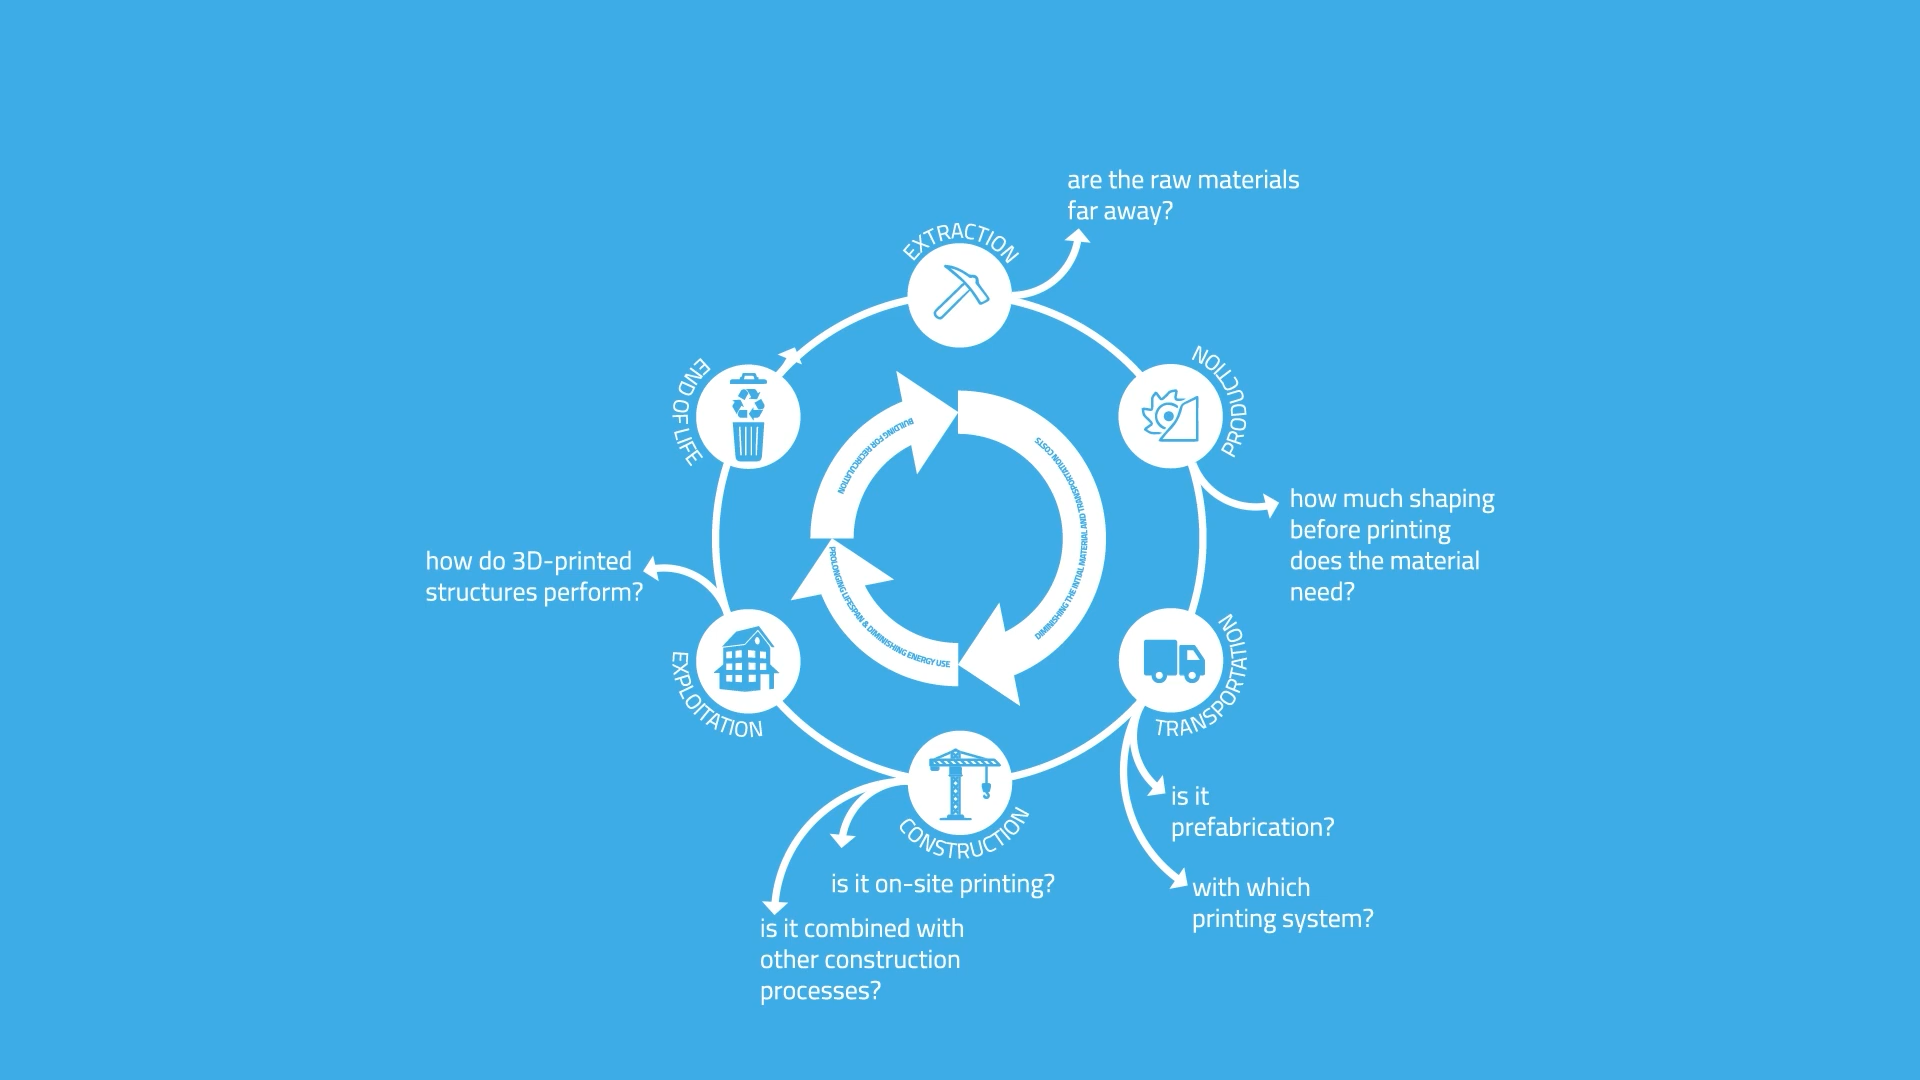 are the raw materials
far away?
EXTRACTION
PRODUCTION
END OF LIFE
BUILDING FOR RECIRCULATION
DIMINISHING THE INTIAL MATERIAL AND TRANSPORTATION COSTS
how much shaping
before printing
does the material
need?
how do 3D-printed
structures perform?
PROLONGING LIFESPAN & DIMINISHING ENERGY USE
EXPLOITATION
TRANSPORTATION
CONSTRUCTION
is it
prefabrication?
is it on-site printing?
with which
printing system?
is it combined with
other construction
processes?